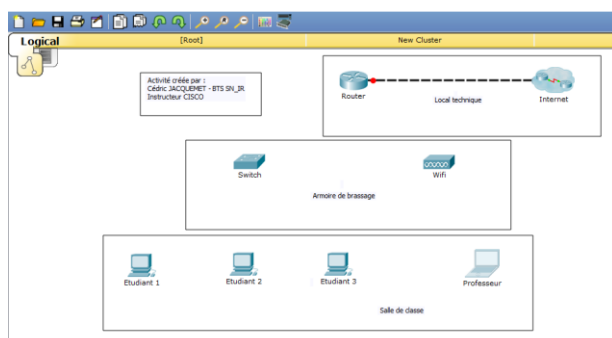 Logical
[Root]
New Cluster
Activité créée par :
Cédric JACQUEMET - BTS SN_IR
Instructeur CISCO
Router
Local technique
Internet
Switch
Wifi
Armoire de brassage
Etudiant 1
Etudiant 2
Etudiant 3
Professeur
Salle de classe